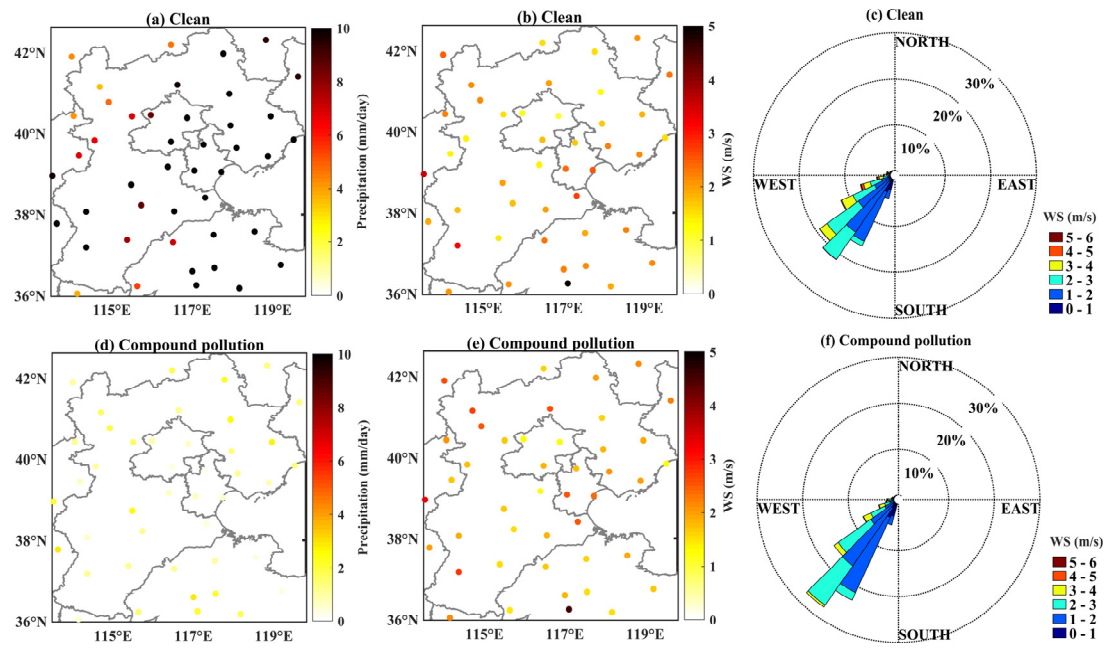 (a) Clean
42°N
40°N
38°N
36°N
115°E
117°E
119°E
10
8
6
4
2
0
Precipitation (mm/day)
(b) Clean
42°N
40°N
38°N
36°N
115°E
117°E
119°E
5
4
3
2
1
0
WS (m/s)
(c) Clean
NORTH
30%
20%
10%
WEST
EAST
SOUTH
WS (m/s)
5 - 6
4 - 5
3 - 4
2 - 3
1 - 2
0 - 1
(d) Compound pollution
42°N
40°N
38°N
36°N
115°E
117°E
119°E
10
8
6
4
2
0
Precipitation (mm/day)
(e) Compound pollution
42°N
40°N
38°N
36°N
115°E
117°E
119°E
5
4
3
2
1
0
WS (m/s)
(f) Compound pollution
NORTH
30%
20%
10%
WEST
EAST
SOUTH
WS (m/s)
5 - 6
4 - 5
3 - 4
2 - 3
1 - 2
0 - 1